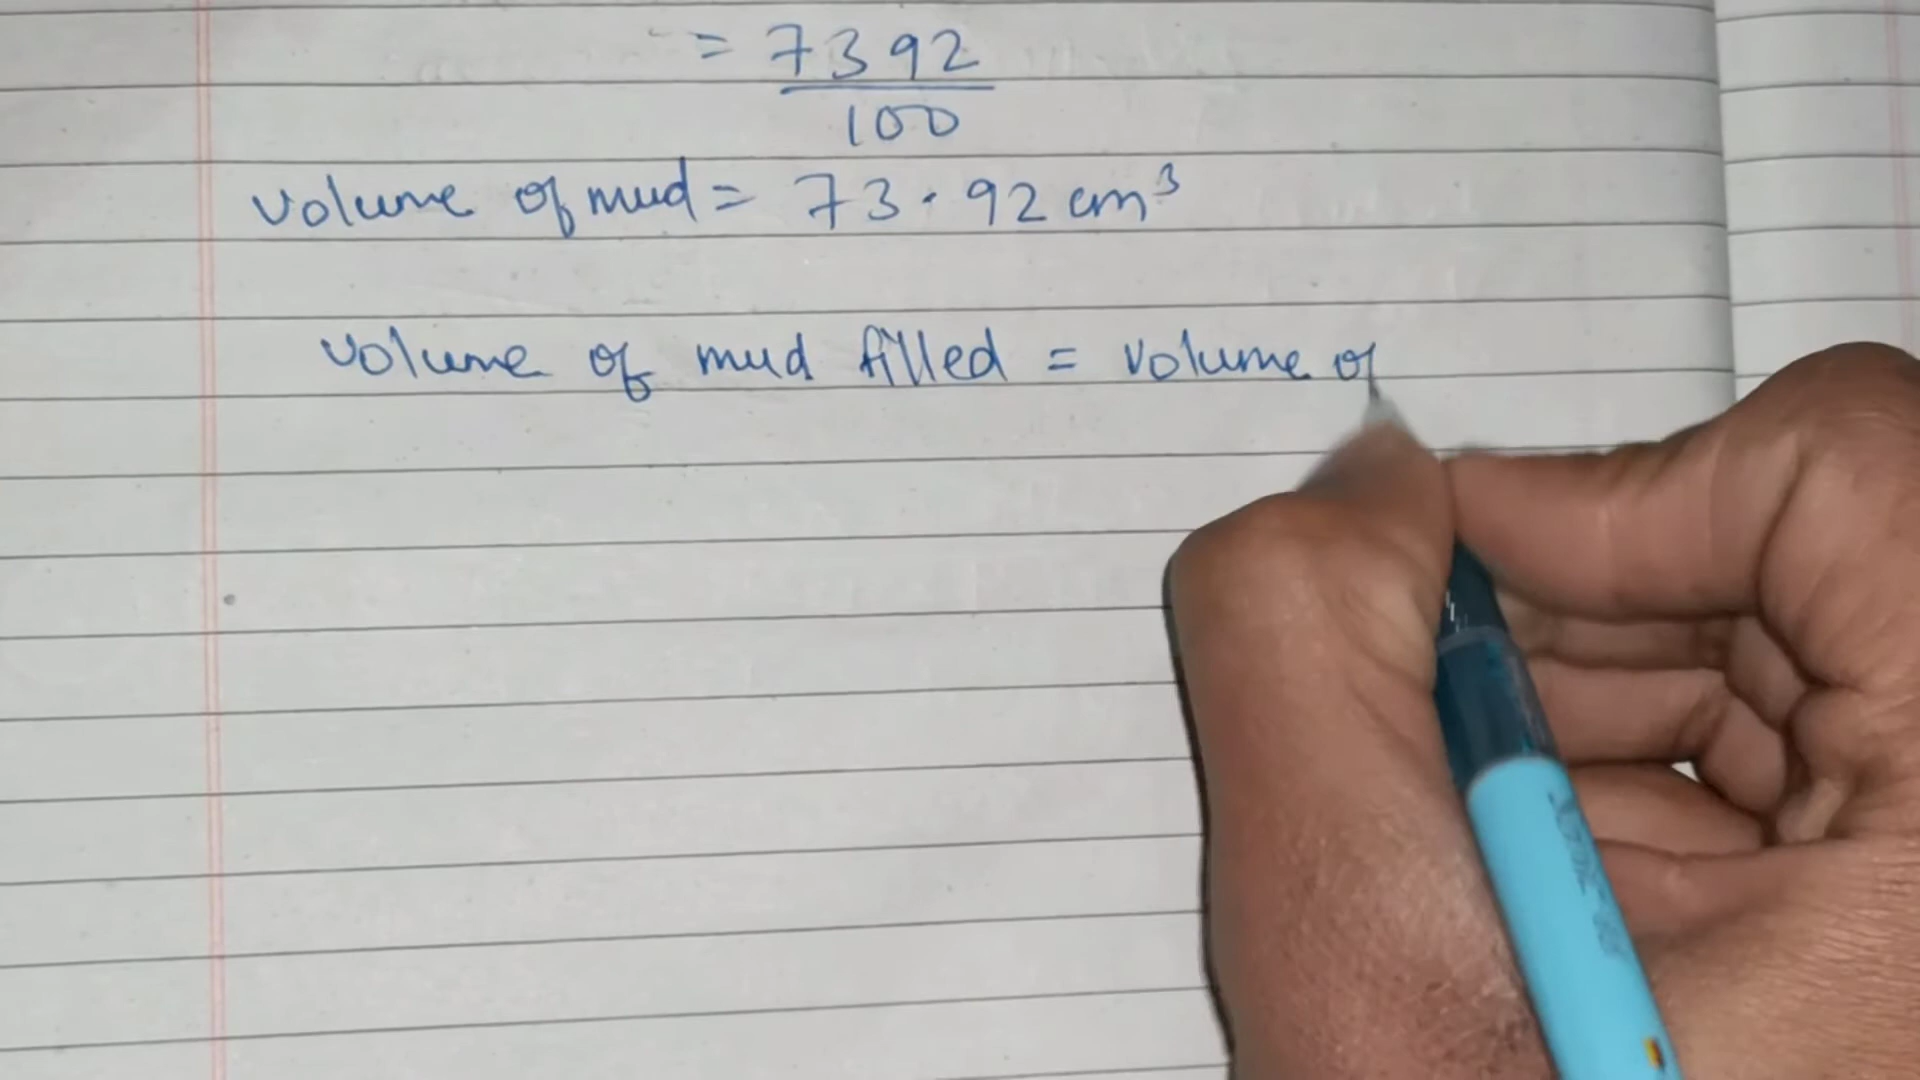 = 7392
100
volume of mud = 73.92 cm³
volume of mud filled = volume of